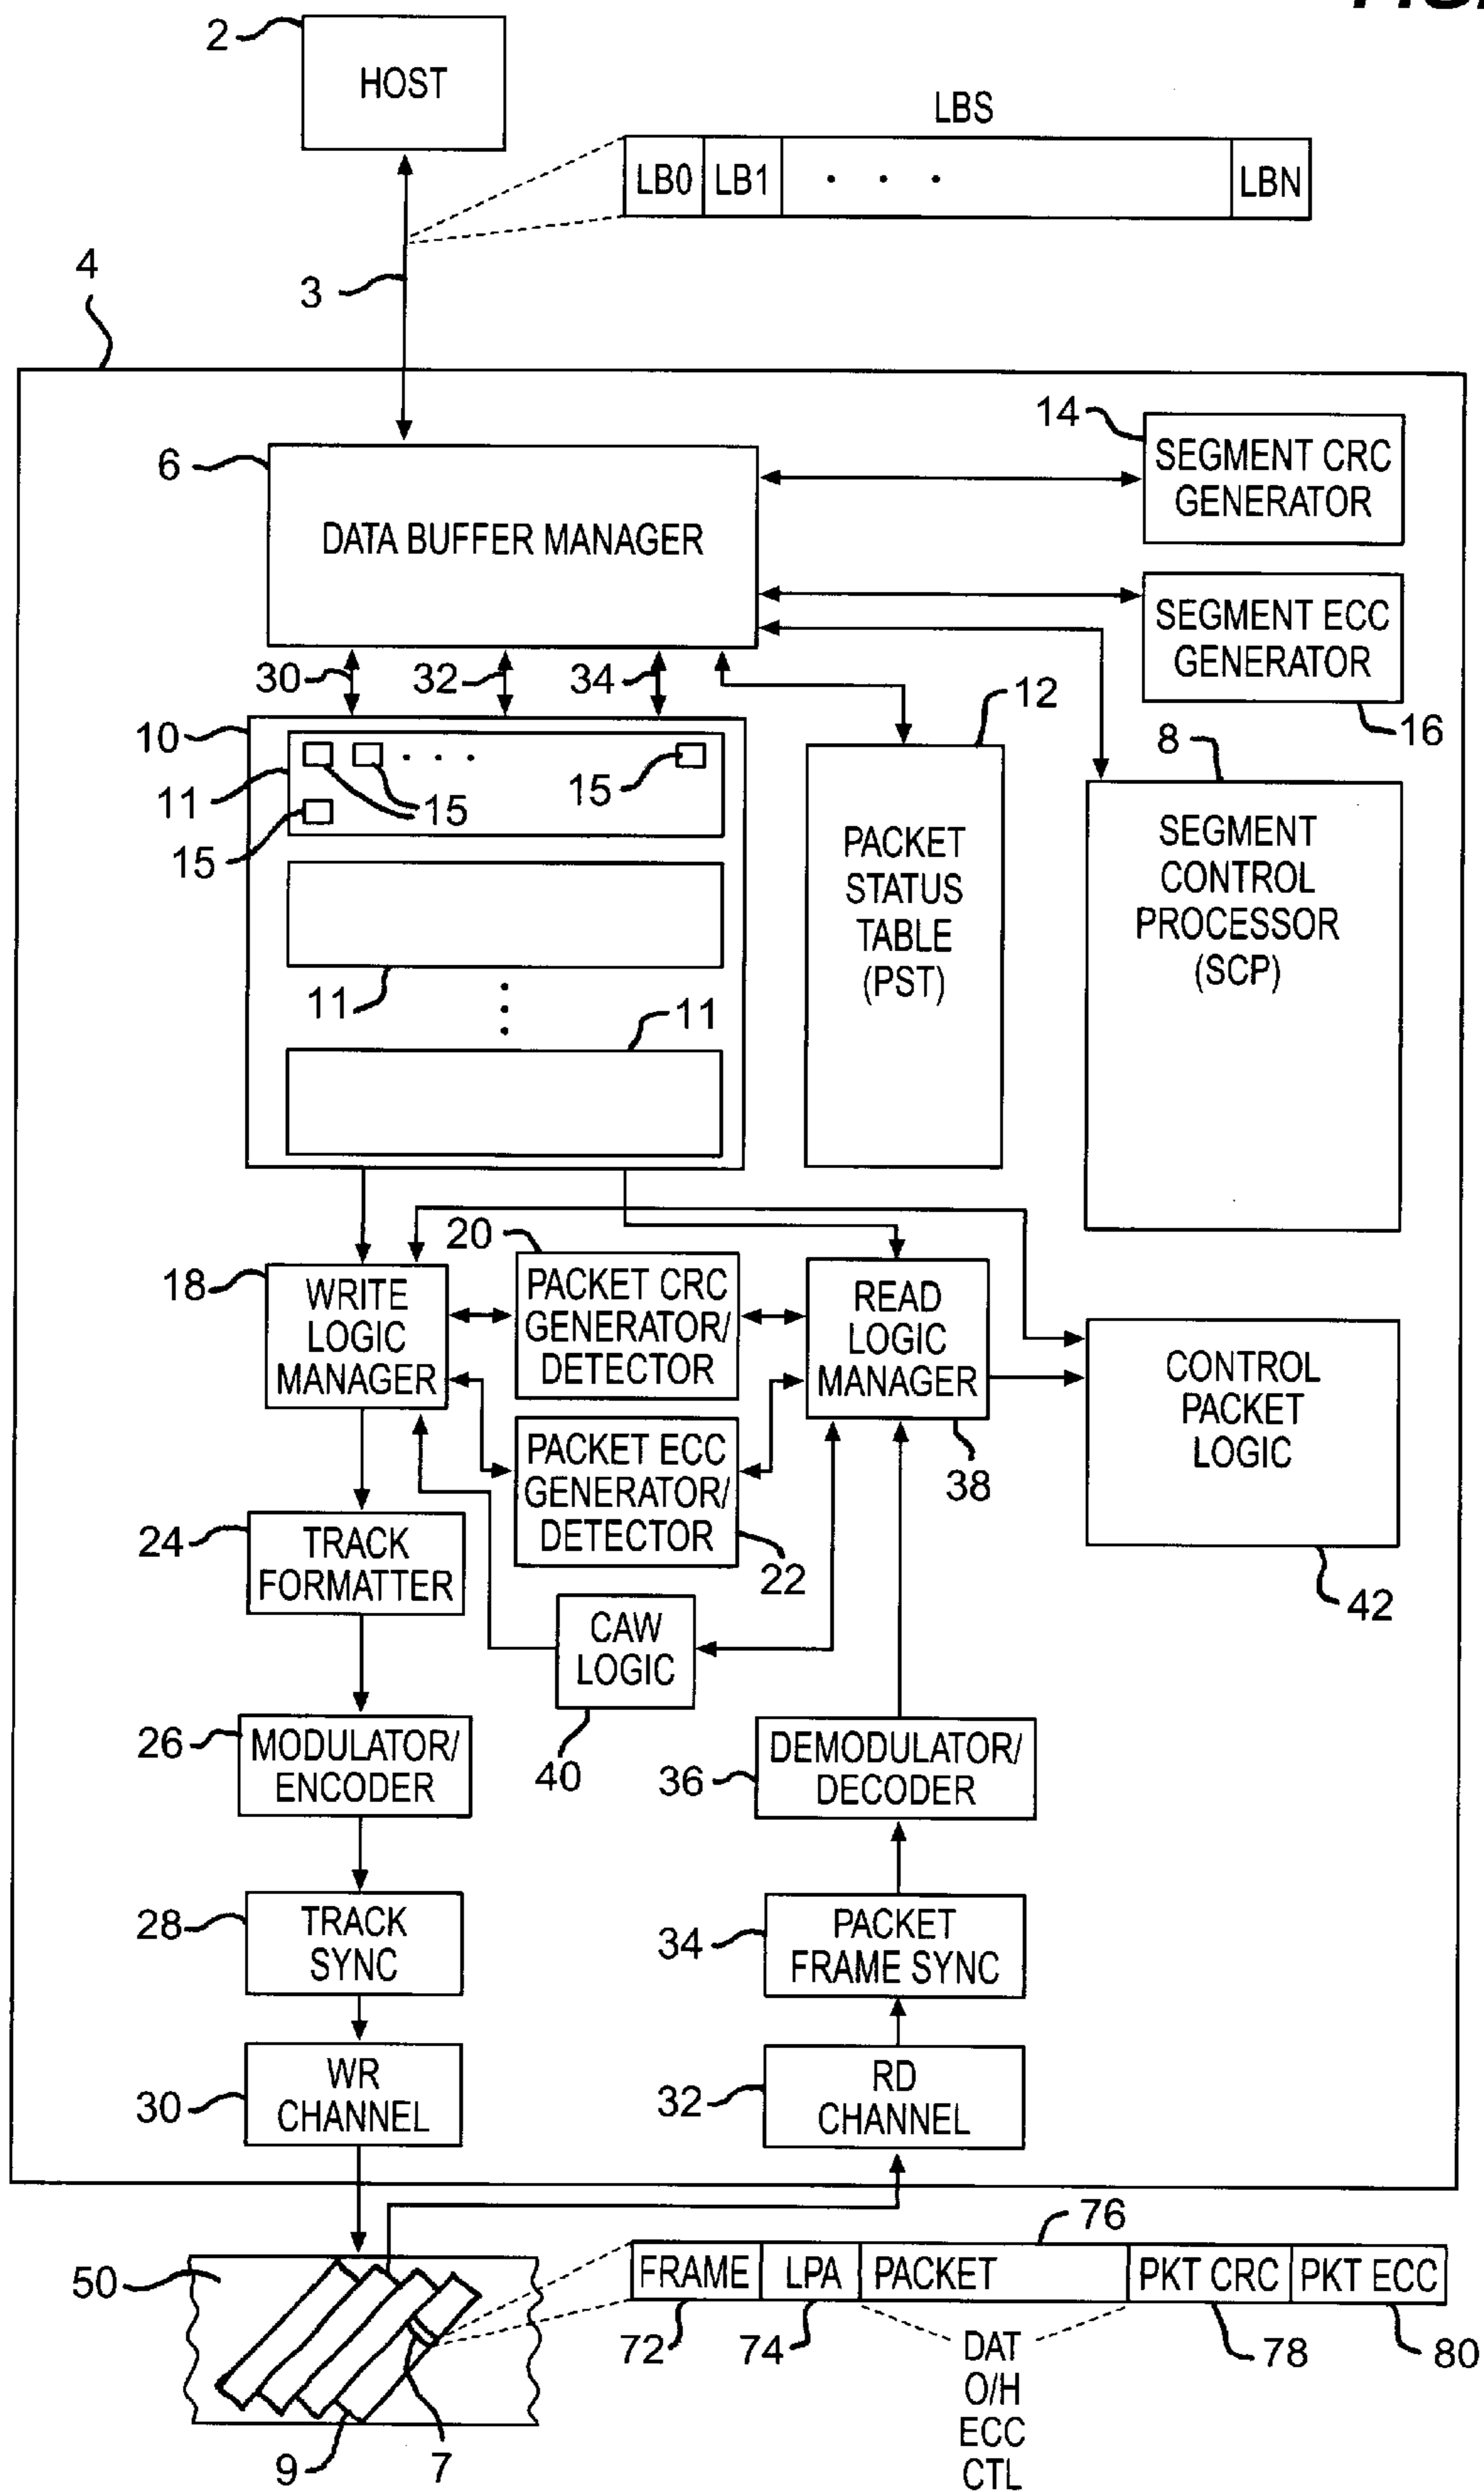 2
HOST
LBS
LB0 LB1 . . . LBN
3
4
14
SEGMENT CRC
GENERATOR
6
DATA BUFFER MANAGER
SEGMENT ECC
GENERATOR
16
30
32
34
12
8
10
11
15
15
15
PACKET
STATUS
TABLE
(PST)
SEGMENT
CONTROL
PROCESSOR
(SCP)
11
11
20
18
WRITE
LOGIC
MANAGER
PACKET CRC
GENERATOR/
DETECTOR
READ
LOGIC
MANAGER
38
CONTROL
PACKET
LOGIC
42
PACKET ECC
GENERATOR/
DETECTOR
22
24
TRACK
FORMATTER
CAW
LOGIC
40
26
MODULATOR/
ENCODER
36
DEMODULATOR/
DECODER
28
TRACK
SYNC
34
PACKET
FRAME SYNC
30
WR
CHANNEL
32
RD
CHANNEL
50
76
FRAME LPA PACKET PKT CRC PKT ECC
72
74
78
80
DAT
O/H
ECC
CTL
9
7